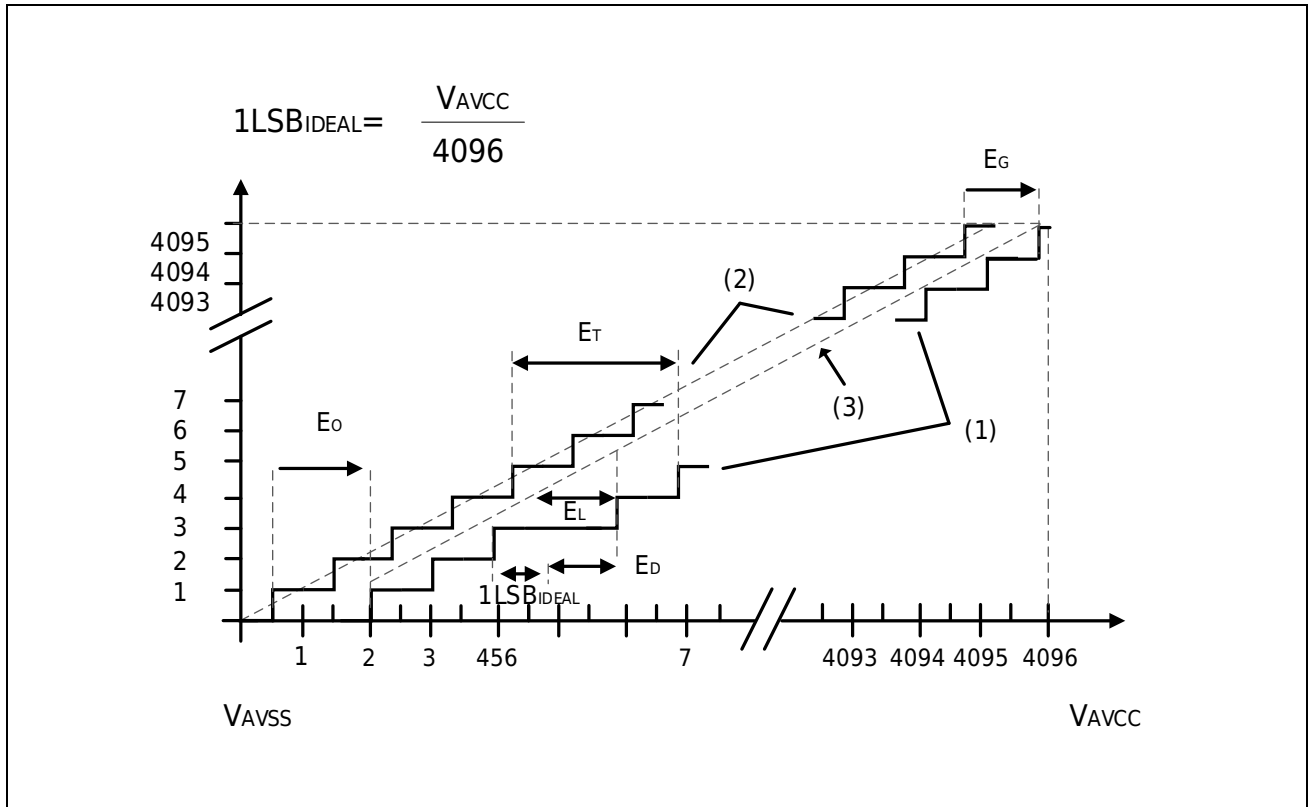 1LSBIDEAL= VAVCC
4096
EG
4095
4094
4093
(2)
ET
7
6
5
4
3
2
1
EO
(3)
(1)
EL
ED
1LSBIDEAL
1 2 3 456 7 4093 4094 4095 4096
VAVSS VAVCC